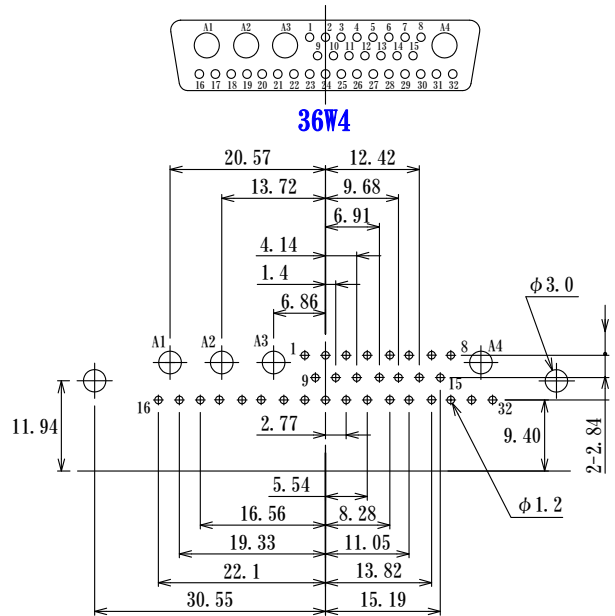 A1 A2 A3 1 2 3 4 5 6 7 8 A4
9 10 11 12 13 14 15
16 17 18 19 20 21 22 23 24 25 26 27 28 29 30 31 32
36W4
20.57 12.42
13.72 9.68
6.91
4.14
1.4
6.86
φ3.0
A1 A2 A3 1 8 A4
9 15
16 32
11.94
2.77
9.40
2-2.84
5.54
φ1.2
16.56 8.28
19.33 11.05
22.1 13.82
30.55 15.19